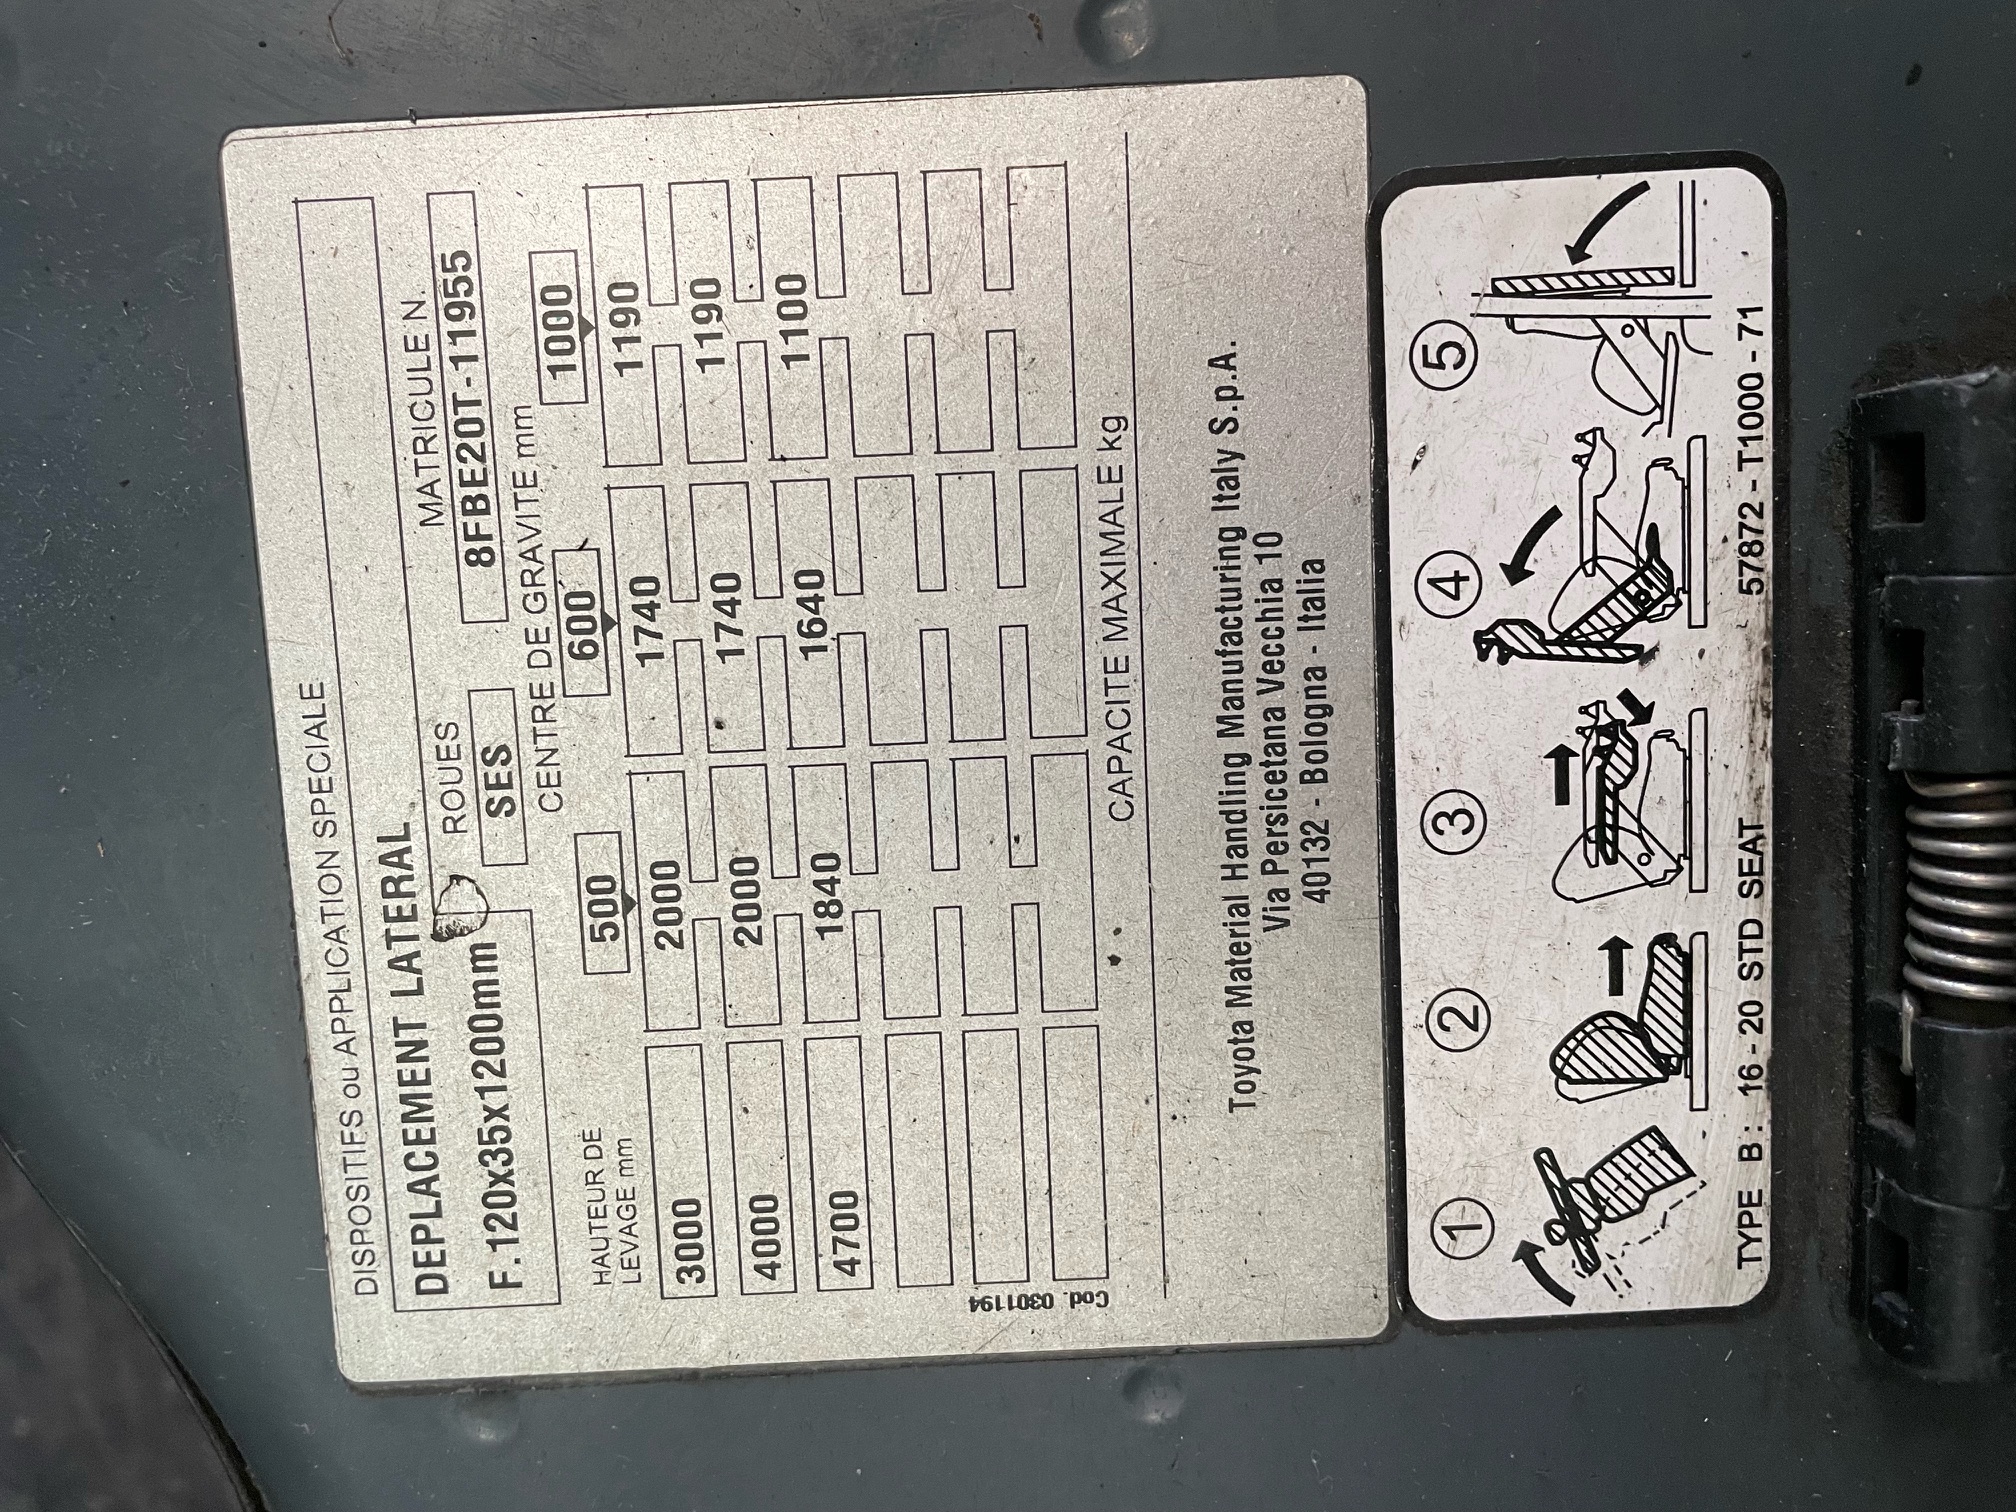 DISPOSITIFS ou APPLICATION SPECIALE
DEPLACEMENT LATERAL
F.120x35x1200mm
ROUES
SES
MATRICULE N.
8FBE20T-11955
CENTRE DE GRAVITE mm
HAUTEUR DE
LEVAGE mm
500 600 1000
3000 2000 1740 1190
4000 2000 1740 1190
4700 1840 1640 1100
CAPACITE MAXIMALE kg
Cod. 0301194
Toyota Material Handling Manufacturing Italy S.p.A.
Via Persicetana Vecchia 10
40132 - Bologna - Italia
1 2 3 4 5
TYPE B : 16 - 20 STD SEAT 57872 - T1000 - 71